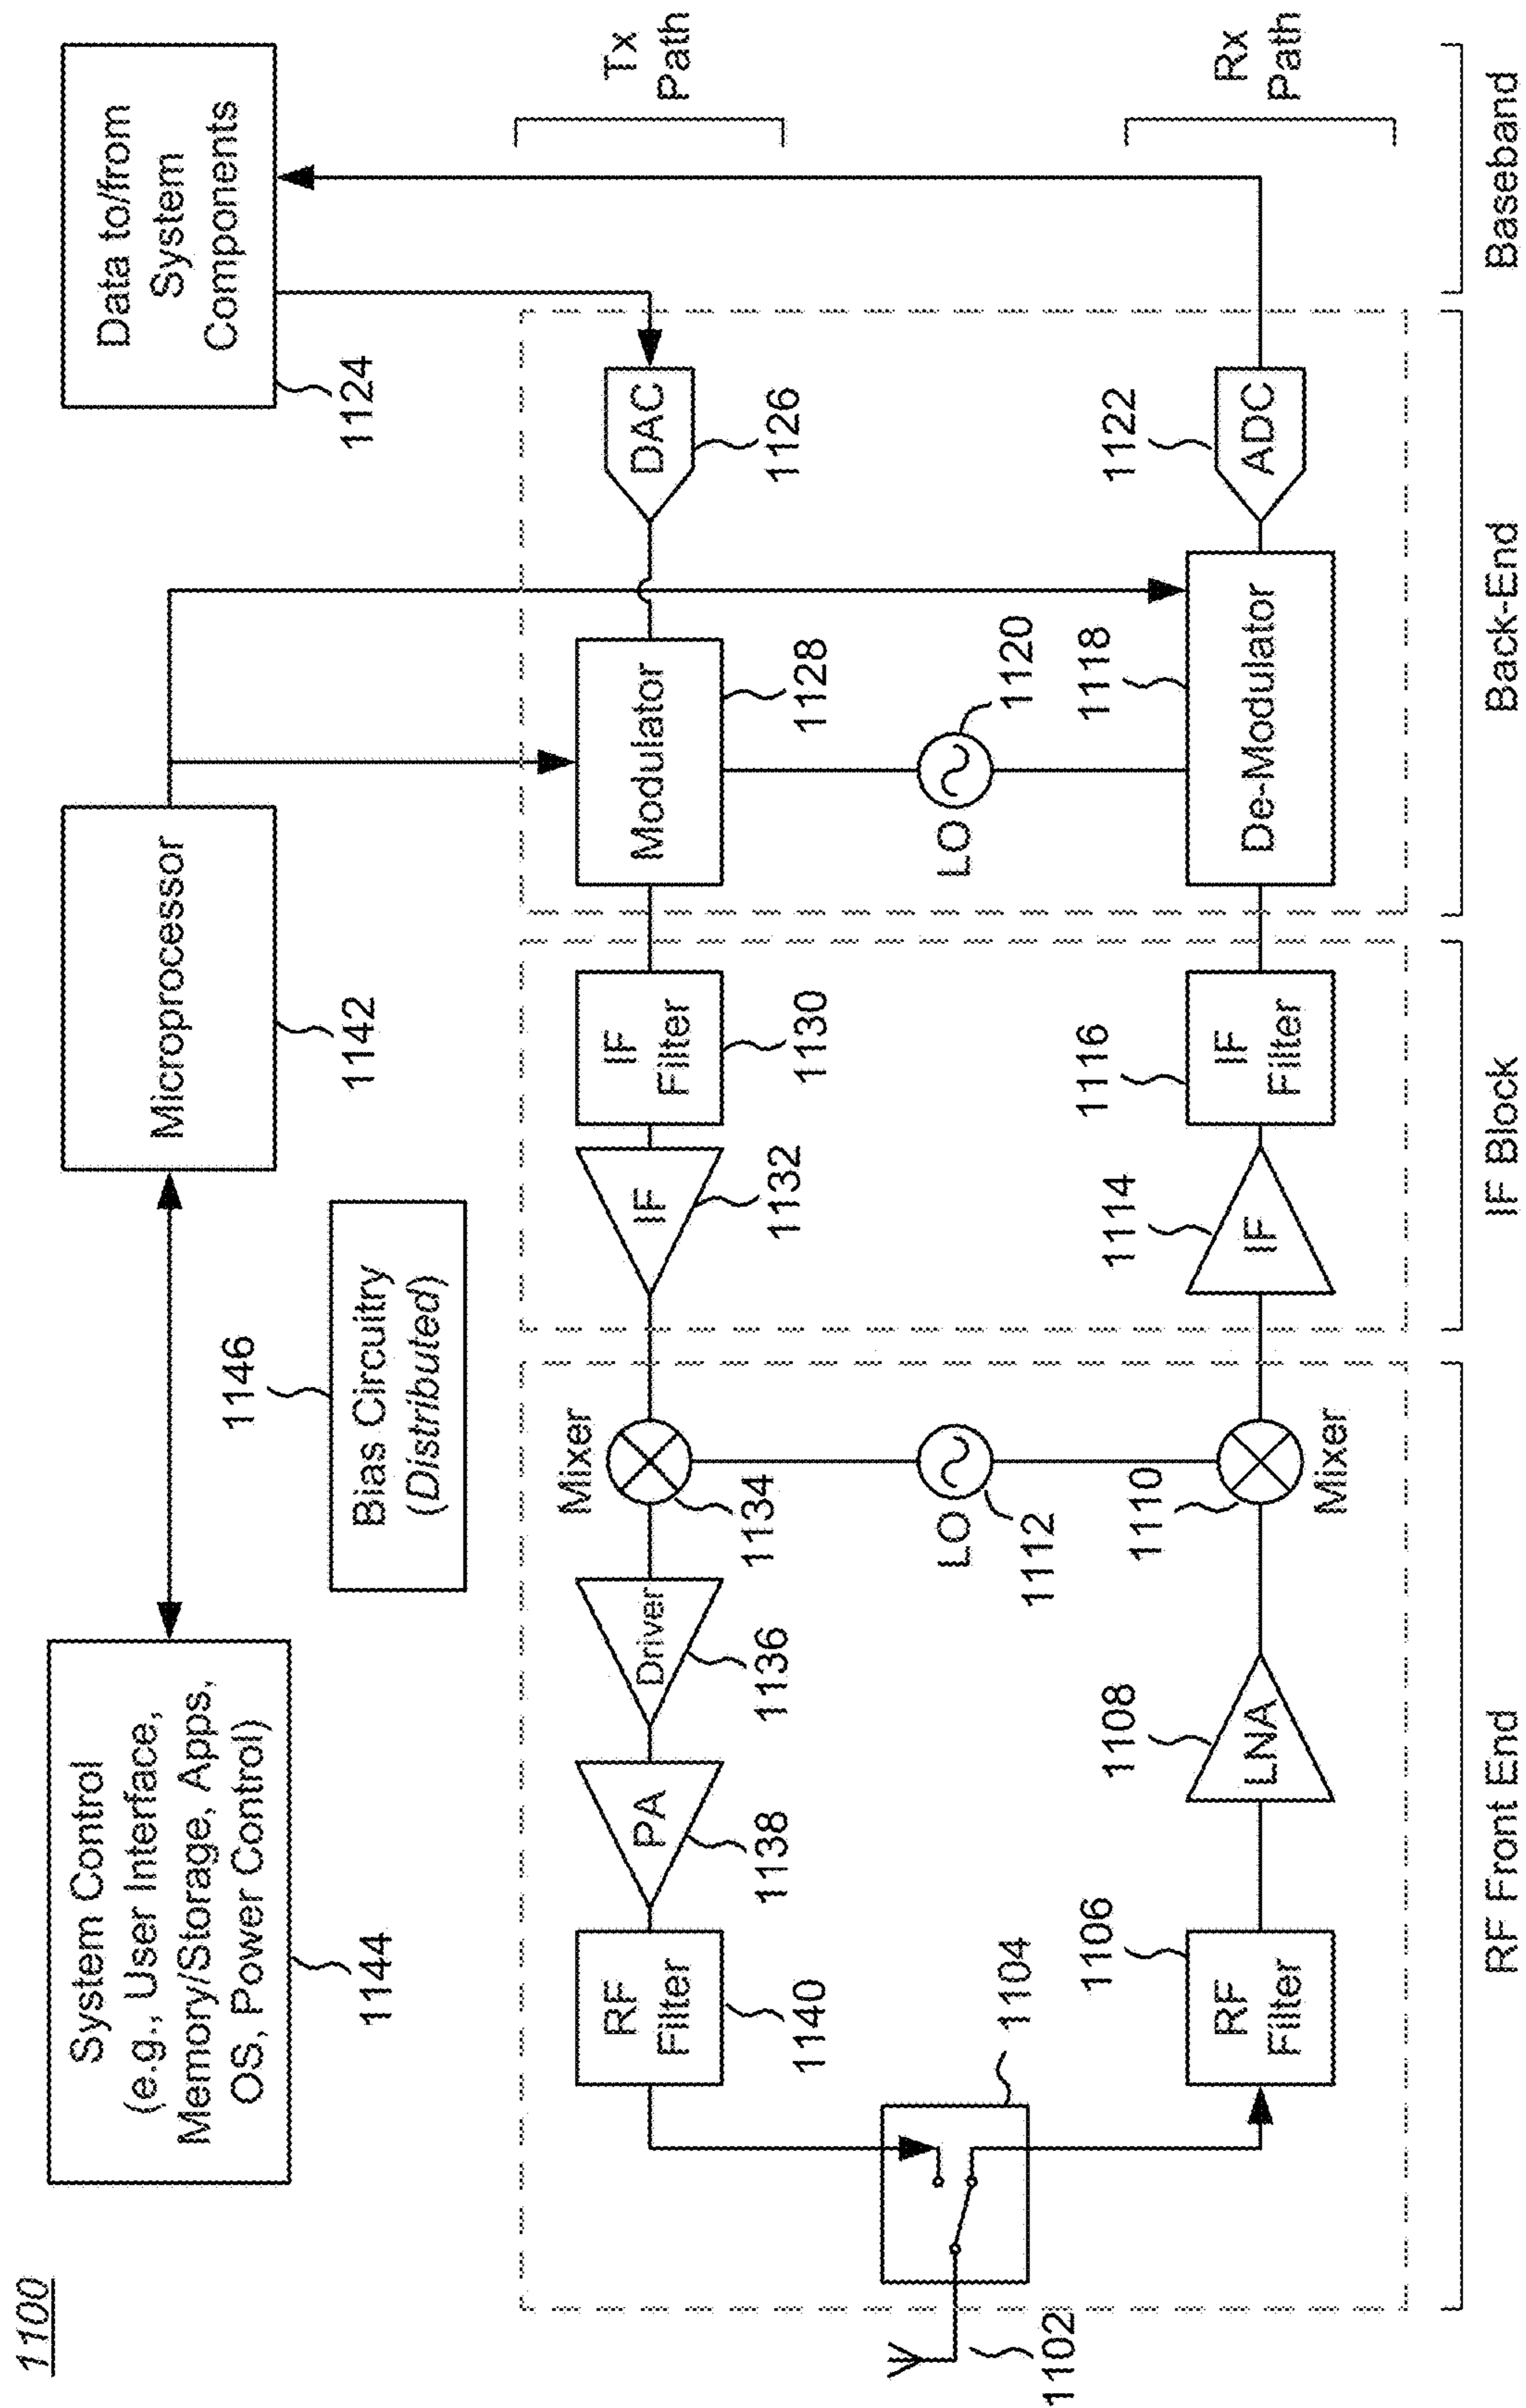 1100
System Control
(e.g., User Interface,
Memory/Storage, Apps,
OS, Power Control)
1144
Microprocessor
1142
Data to/from
System
Components
1124
1146
Bias Circuitry
(Distributed)
Tx
Path
RF
Filter
1140
PA
1138
Driver
1136
Mixer
1134
IF
1132
IF
Filter
1130
Modulator
1128
DAC
1126
1102
1104
LO
1112
LO
1120
Rx
Path
1106
RF
Filter
1108
LNA
1110
Mixer
1114
IF
1116
IF
Filter
1118
De-Modulator
1122
ADC
RF Front End
IF Block
Back-End
Baseband